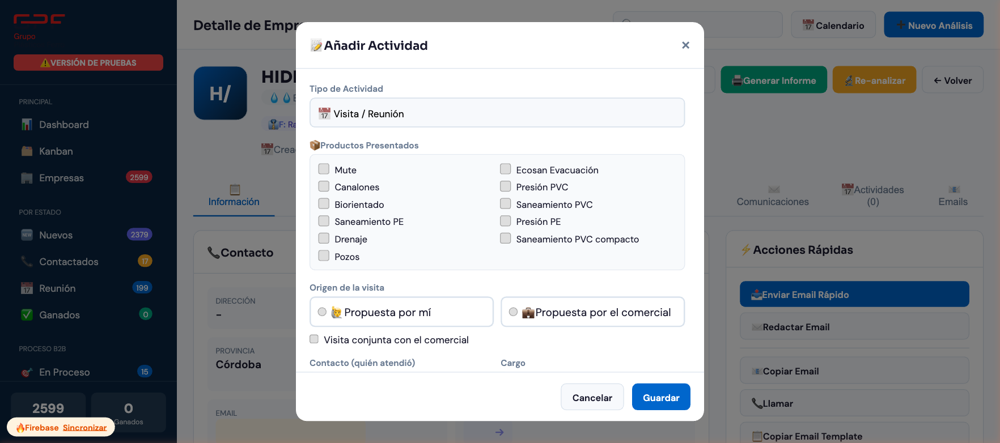 rpc
Grupo
VERSIÓN DE PRUEBAS
PRINCIPAL
Dashboard
Kanban
Empresas 2599
POR ESTADO
Nuevos 2379
Contactados 17
Reunión 199
Ganados 0
PROCESO B2B
En Proceso 15
2599
0
Ganados
Firebase Sincronizar
Detalle de
Calendario
Nuevo Análisis
H/
Generar Informe
Re-analizar
← Volver
Información
Comunicaciones
Actividades
(0)
Emails
Contacto
DIRECCIÓN
-
PROVINCIA
Córdoba
EMAIL
Acciones Rápidas
Enviar Email Rápido
Redactar Email
Copiar Email
Llamar
Copiar Email Template
Añadir Actividad
×
Tipo de Actividad
Visita / Reunión
Productos Presentados
Mute
Ecosan Evacuación
Canalones
Presión PVC
Biorientado
Saneamiento PVC
Saneamiento PE
Presión PE
Drenaje
Saneamiento PVC compacto
Pozos
Origen de la visita
Propuesta por mí
Propuesta por el comercial
Visita conjunta con el comercial
Contacto (quién atendió)
Cargo
Cancelar
Guardar